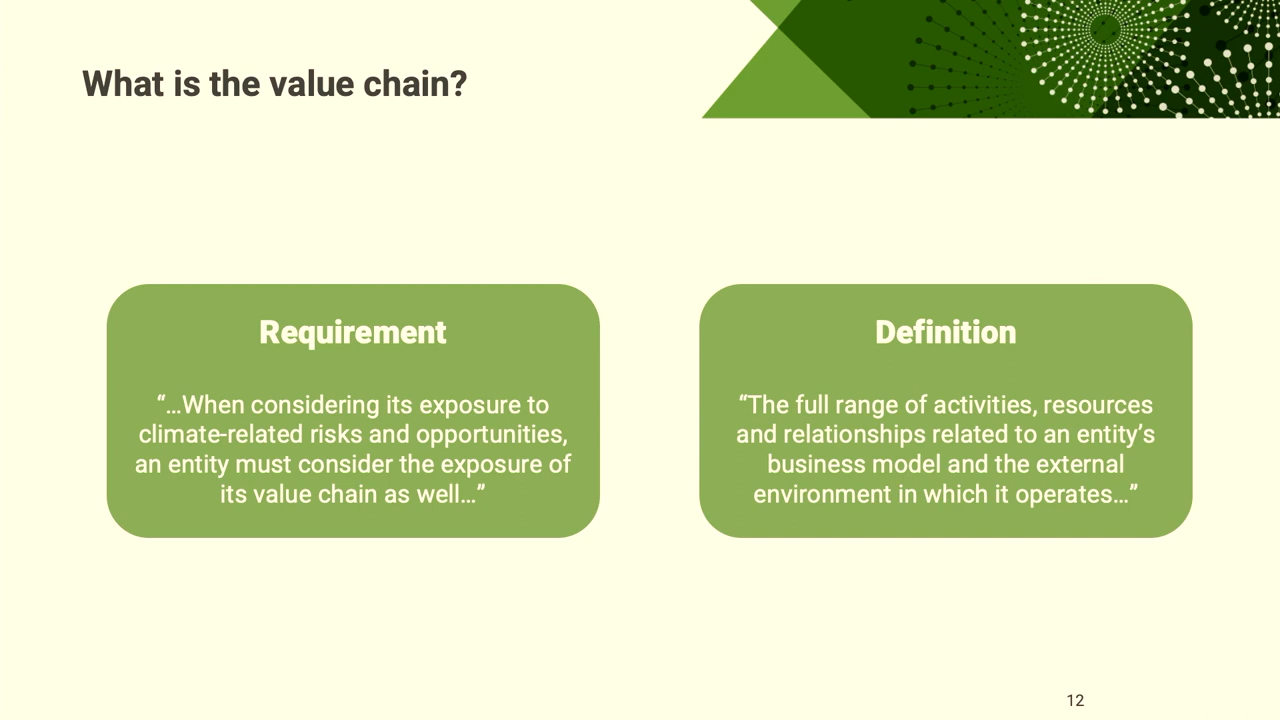 What is the value chain?
Requirement
“…When considering its exposure to
climate-related risks and opportunities,
an entity must consider the exposure of
its value chain as well…”
Definition
“The full range of activities, resources
and relationships related to an entity’s
business model and the external
environment in which it operates…”
12